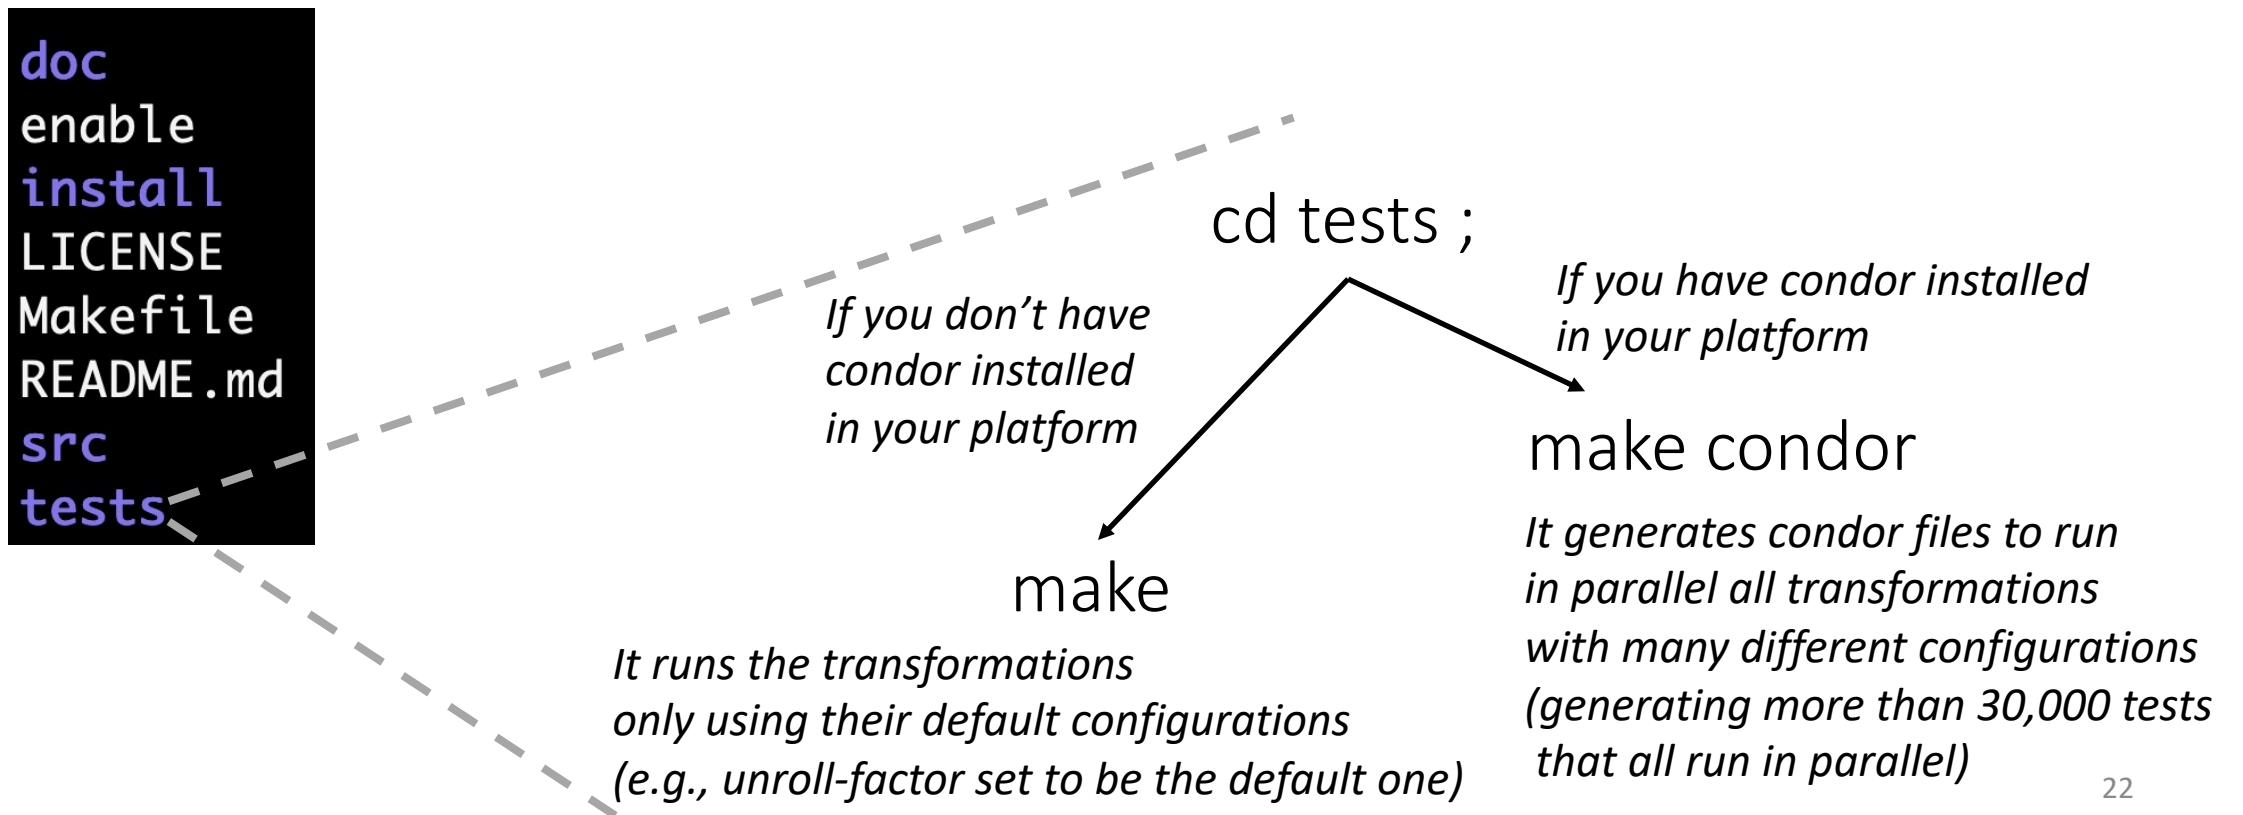 doc
enable
install
LICENSE
Makefile
README.md
src
tests
cd tests ;
If you don’t have
condor installed
in your platform
If you have condor installed
in your platform
make
It runs the transformations
only using their default configurations
(e.g., unroll-factor set to be the default one)
make condor
It generates condor files to run
in parallel all transformations
with many different configurations
(generating more than 30,000 tests
that all run in parallel)
22